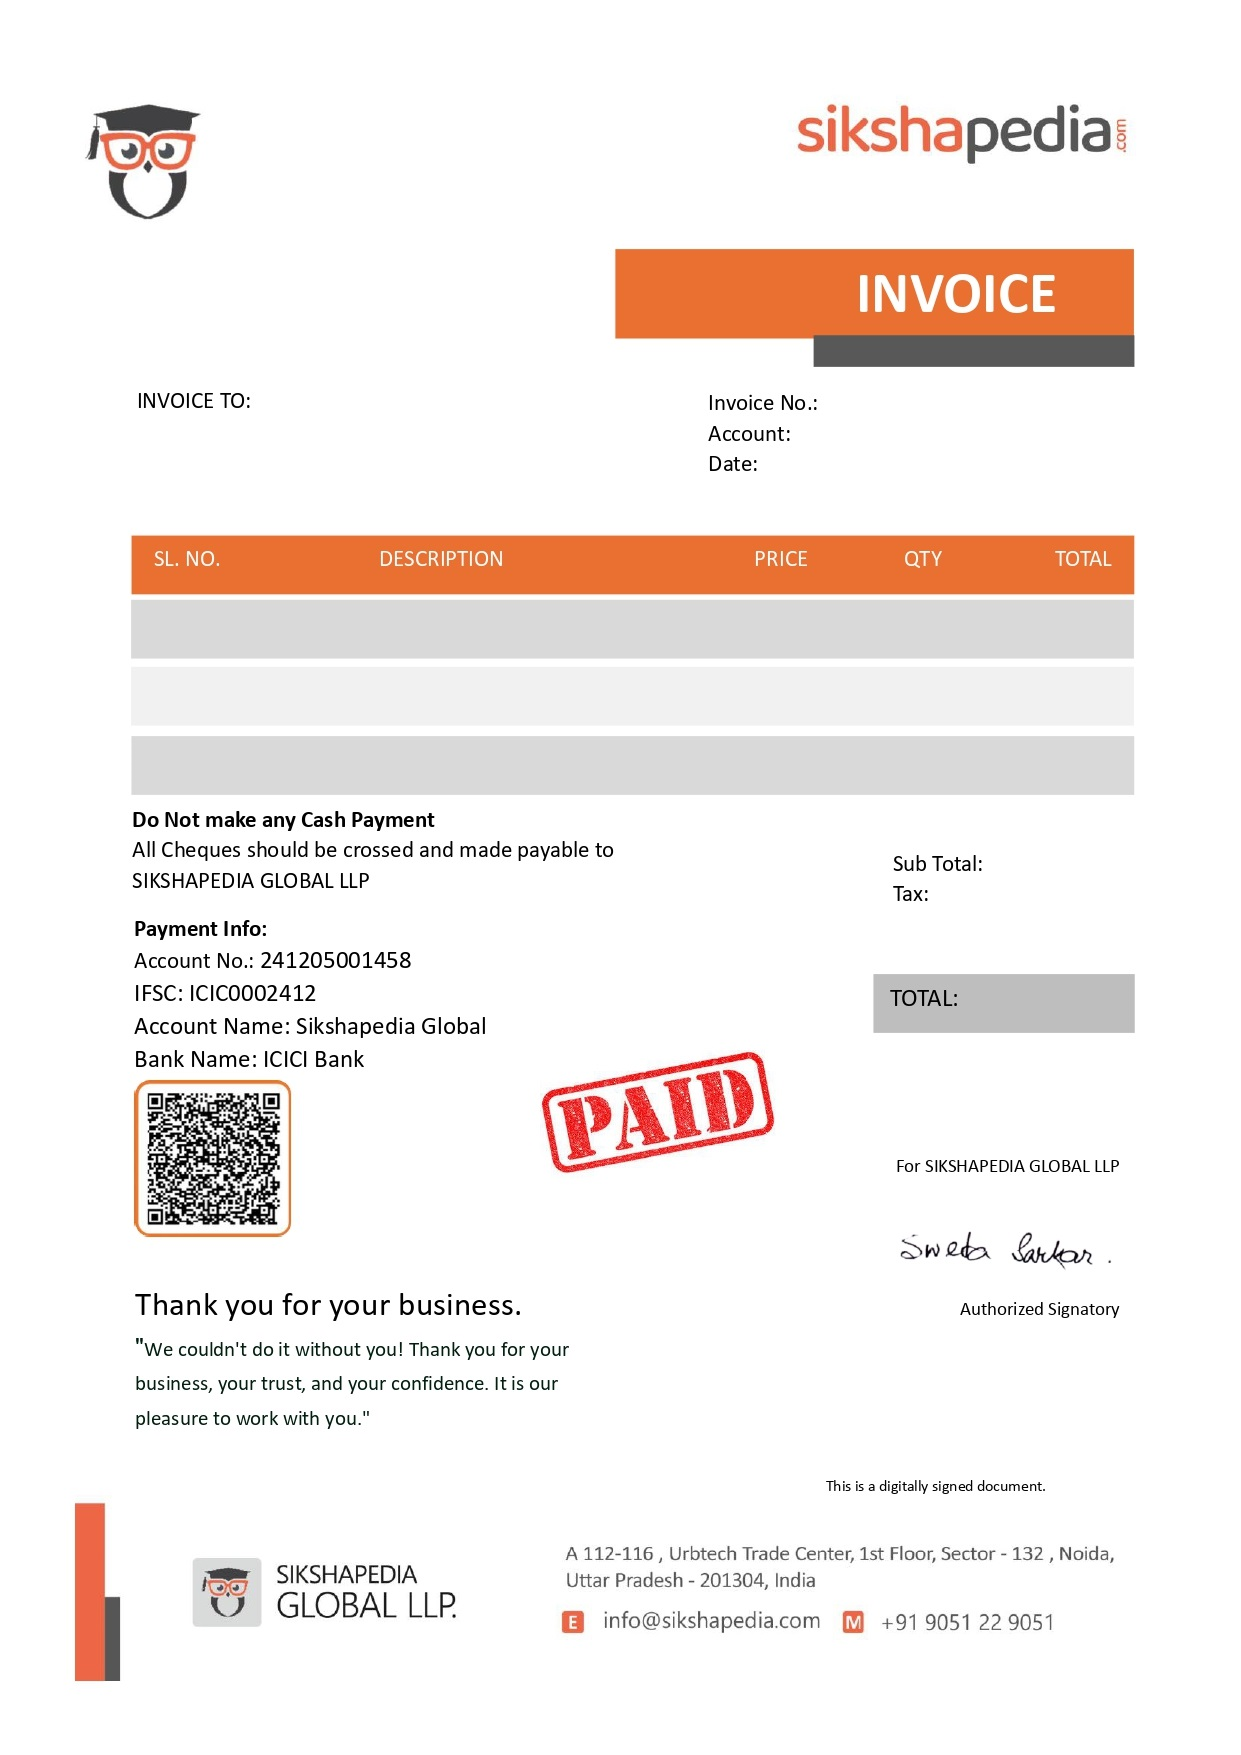 sikshapedia.com
INVOICE
INVOICE TO:
Invoice No.:
Account:
Date:
SL. NO. DESCRIPTION PRICE QTY TOTAL
Do Not make any Cash Payment
All Cheques should be crossed and made payable to
SIKSHAPEDIA GLOBAL LLP
Sub Total:
Tax:
Payment Info:
Account No.: 241205001458
IFSC: ICIC0002412
Account Name: Sikshapedia Global
Bank Name: ICICI Bank
TOTAL:
PAID
For SIKSHAPEDIA GLOBAL LLP
Sweta Sarkar.
Authorized Signatory
Thank you for your business.
"We couldn't do it without you! Thank you for your
business, your trust, and your confidence. It is our
pleasure to work with you."
This is a digitally signed document.
SIKSHAPEDIA
GLOBAL LLP.
A 112-116 , Urbtech Trade Center, 1st Floor, Sector - 132 , Noida,
Uttar Pradesh - 201304, India
E info@sikshapedia.com M +91 9051 22 9051